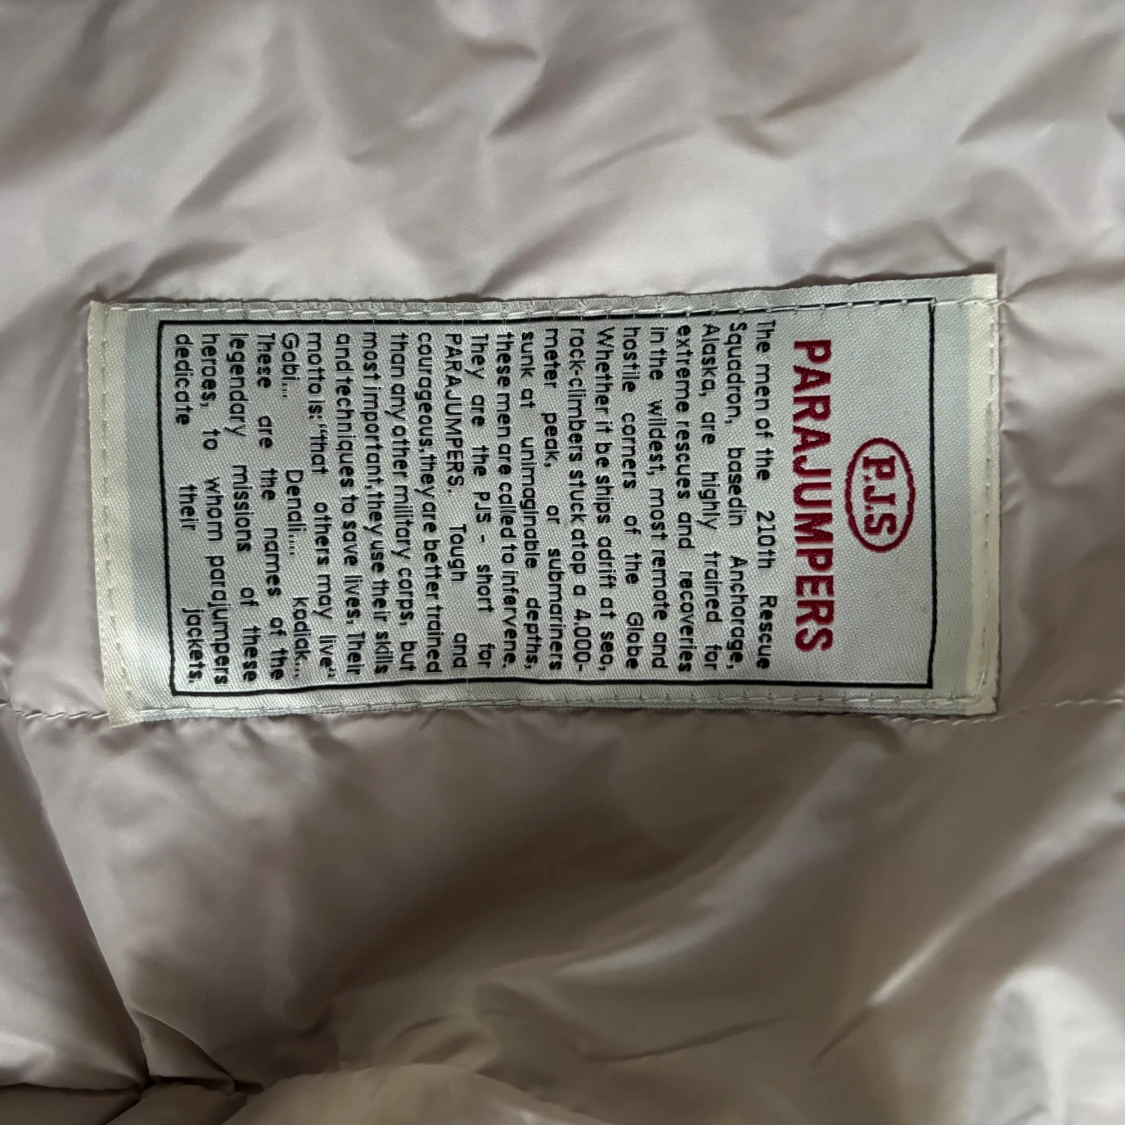 P.J.S
PARAJUMPERS
The men of the 210th Rescue
Squadron, basedin Anchorage,
Alaska, are highly trained for
extreme rescues and recoveries
in the wildest, most remote and
hostile corners of the Globe
Whether it be ships adrift at sea,
rock-climbers stuck atop a 4.000-
meter peak, or submariners
sunk at unimaginable depths,
these men are called to infervene.
They are the PJS - short for
PARAJUMPERS. Tough and
courageous,they are better trained
than any other military corps, but
most important,they use their skills
and techniques to save lives. Their
motto is: "that others may live"
Gobi... Denali.... kodiak....
These are the names of the
legendary missions of these
heroes, to whom parajumpers
dedicate their jackets.